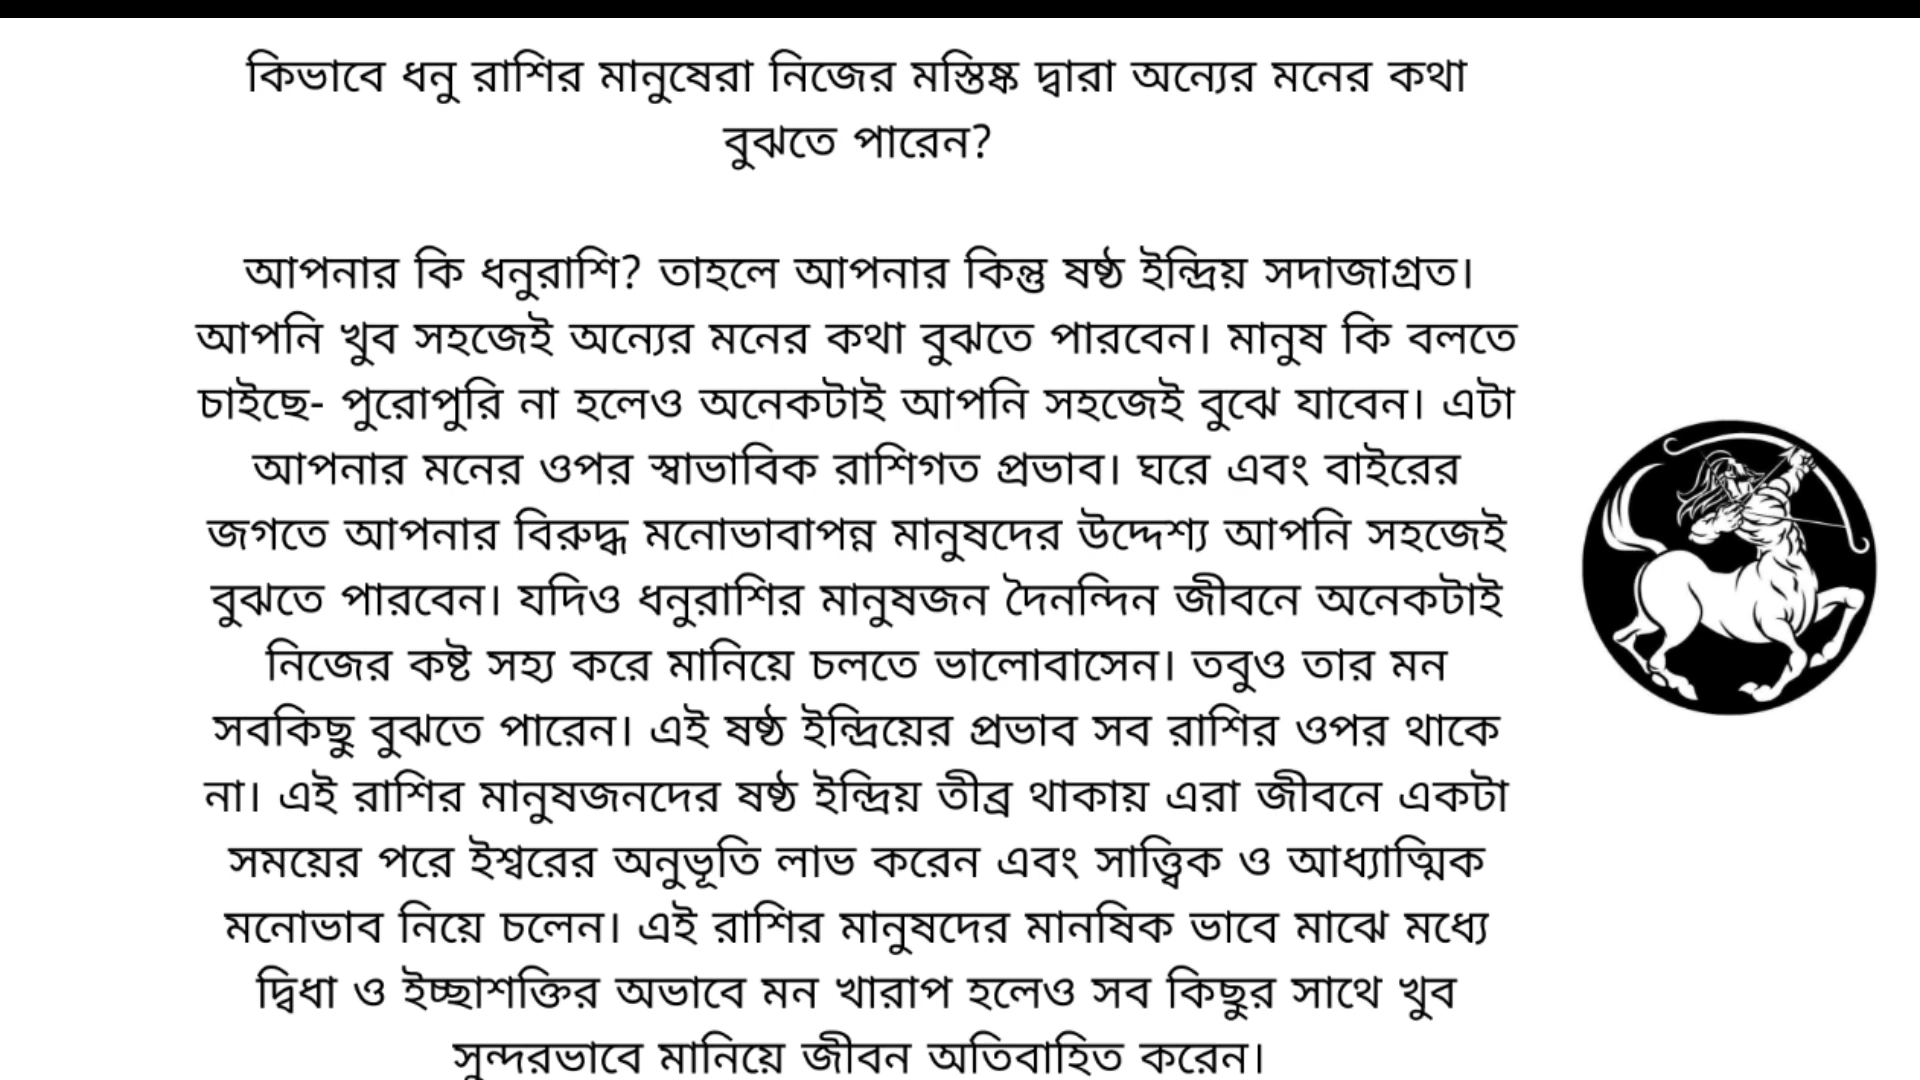 কিভাবে ধনু রাশির মানুষেরা নিজের মস্তিষ্ক দ্বারা অন্যের মনের কথা
বুঝতে পারেন?
আপনার কি ধনুরাশি? তাহলে আপনার কিন্তু ষষ্ঠ ইন্দ্রিয় সদাজাগ্রত।
আপনি খুব সহজেই অন্যের মনের কথা বুঝতে পারবেন। মানুষ কি বলতে
চাইছে- পুরোপুরি না হলেও অনেকটাই আপনি সহজেই বুঝে যাবেন। এটা
আপনার মনের ওপর স্বাভাবিক রাশিগত প্রভাব। ঘরে এবং বাইরের
জগতে আপনার বিরুদ্ধ মনোভাবাপন্ন মানুষদের উদ্দেশ্য আপনি সহজেই
বুঝতে পারবেন। যদিও ধনুরাশির মানুষজন দৈনন্দিন জীবনে অনেকটাই
নিজের কষ্ট সহ্য করে মানিয়ে চলতে ভালোবাসেন। তবুও তার মন
সবকিছু বুঝতে পারেন। এই ষষ্ঠ ইন্দ্রিয়ের প্রভাব সব রাশির ওপর থাকে
না। এই রাশির মানুষজনদের ষষ্ঠ ইন্দ্রিয় তীব্র থাকায় এরা জীবনে একটা
সময়ের পরে ইশ্বরের অনুভূতি লাভ করেন এবং সাত্ত্বিক ও আধ্যাত্মিক
মনোভাব নিয়ে চলেন। এই রাশির মানুষদের মানষিক ভাবে মাঝে মধ্যে
দ্বিধা ও ইচ্ছাশক্তির অভাবে মন খারাপ হলেও সব কিছুর সাথে খুব
সুন্দরভাবে মানিয়ে জীবন অতিবাহিত করেন।